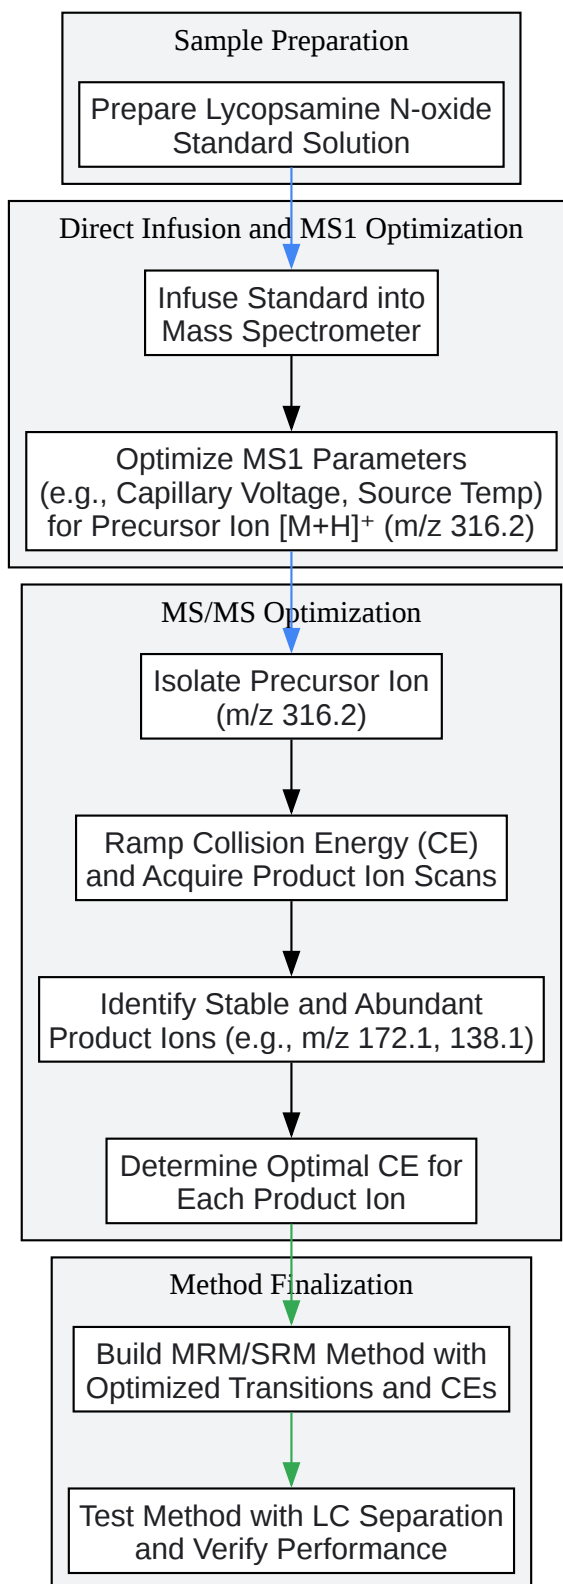 Sample Preparation
Prepare Lycopsamine N-oxide
Standard Solution
Direct Infusion and MS1 Optimization
Infuse Standard into
Mass Spectrometer
Optimize MS1 Parameters
(e.g., Capillary Voltage, Source Temp)
for Precursor Ion [M+H]⁺ (m/z 316.2)
MS/MS Optimization
Isolate Precursor Ion
(m/z 316.2)
Ramp Collision Energy (CE)
and Acquire Product Ion Scans
Identify Stable and Abundant
Product Ions (e.g., m/z 172.1, 138.1)
Determine Optimal CE for
Each Product Ion
Method Finalization
Build MRM/SRM Method with
Optimized Transitions and CEs
Test Method with LC Separation
and Verify Performance